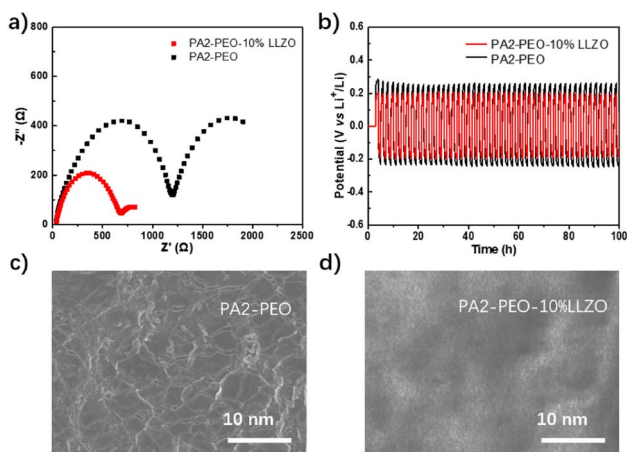 a)
PA2-PEO-10% LLZO
PA2-PEO
800
600
400
200
0
-Z'' (Ω)
0 500 1000 1500 2000 2500
Z' (Ω)
b)
PA2-PEO-10% LLZO
PA2-PEO
0.6
0.4
0.2
0.0
-0.2
-0.4
-0.6
Potential (V vs Li⁺/Li)
0 20 40 60 80 100
Time (h)
c)
PA2-PEO
10 nm
d)
PA2-PEO-10%LLZO
10 nm